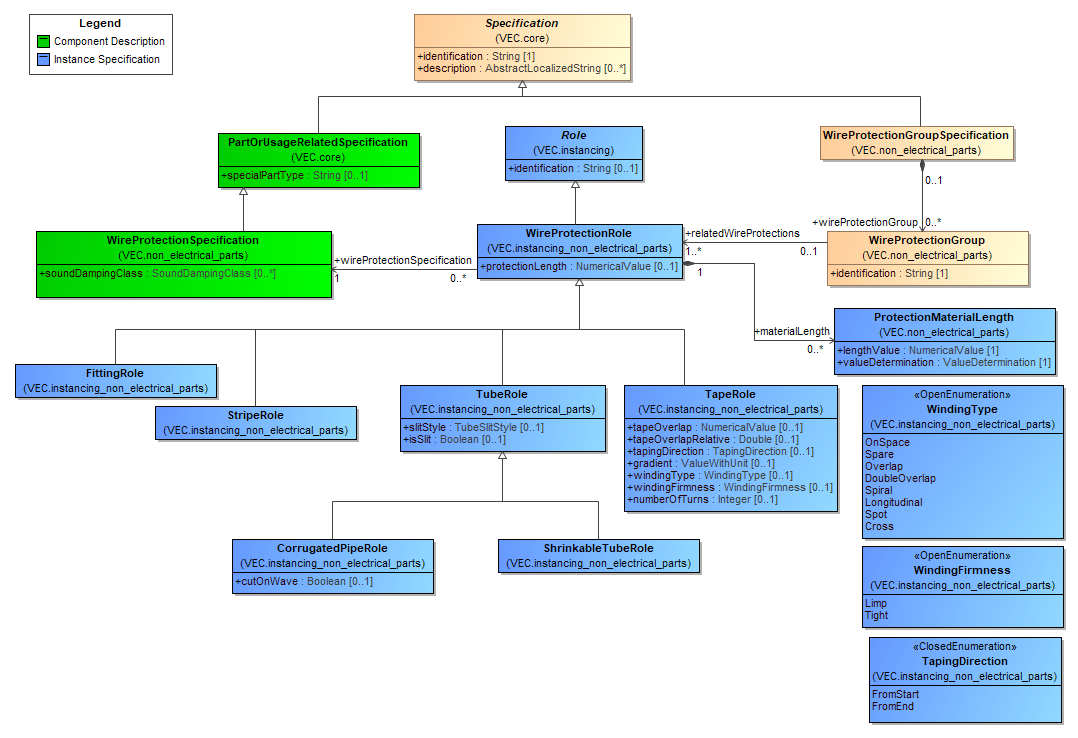 Legend
Component Description
Instance Specification
Specification
(VEC.core)
+identification : String [1]
+description : AbstractLocalizedString [0..*]
PartOrUsageRelatedSpecification
(VEC.core)
+specialPartType : String [0..1]
Role
(VEC.instancing)
+identification : String [0..1]
WireProtectionGroupSpecification
(VEC.non_electrical_parts)
0..1
+wireProtectionGroup
0..*
WireProtectionSpecification
(VEC.non_electrical_parts)
+soundDampingClass : SoundDampingClass [0..*]
+wireProtectionSpecification
1
0..*
WireProtectionRole
(VEC.instancing_non_electrical_parts)
+protectionLength : NumericalValue [0..1]
+relatedWireProtections
1..*
0..1
1
WireProtectionGroup
(VEC.non_electrical_parts)
+identification : String [1]
+materialLength
0..*
ProtectionMaterialLength
(VEC.non_electrical_parts)
+lengthValue : NumericalValue [1]
+valueDetermination : ValueDetermination [1]
FittingRole
(VEC.instancing_non_electrical_parts)
StripeRole
(VEC.instancing_non_electrical_parts)
TubeRole
(VEC.instancing_non_electrical_parts)
+slitStyle : TubeSlitStyle [0..1]
+isSlit : Boolean [0..1]
TapeRole
(VEC.instancing_non_electrical_parts)
+tapeOverlap : NumericalValue [0..1]
+tapeOverlapRelative : Double [0..1]
+tapingDirection : TapingDirection [0..1]
+gradient : ValueWithUnit [0..1]
+windingType : WindingType [0..1]
+windingFirmness : WindingFirmness [0..1]
+numberOfTurns : Integer [0..1]
«OpenEnumeration»
WindingType
(VEC.instancing_non_electrical_parts)
OnSpace
Spare
Overlap
DoubleOverlap
Spiral
Longitudinal
Spot
Cross
CorrugatedPipeRole
(VEC.instancing_non_electrical_parts)
+cutOnWave : Boolean [0..1]
ShrinkableTubeRole
(VEC.instancing_non_electrical_parts)
«OpenEnumeration»
WindingFirmness
(VEC.instancing_non_electrical_parts)
Limp
Tight
«ClosedEnumeration»
TapingDirection
(VEC.instancing_non_electrical_parts)
FromStart
FromEnd